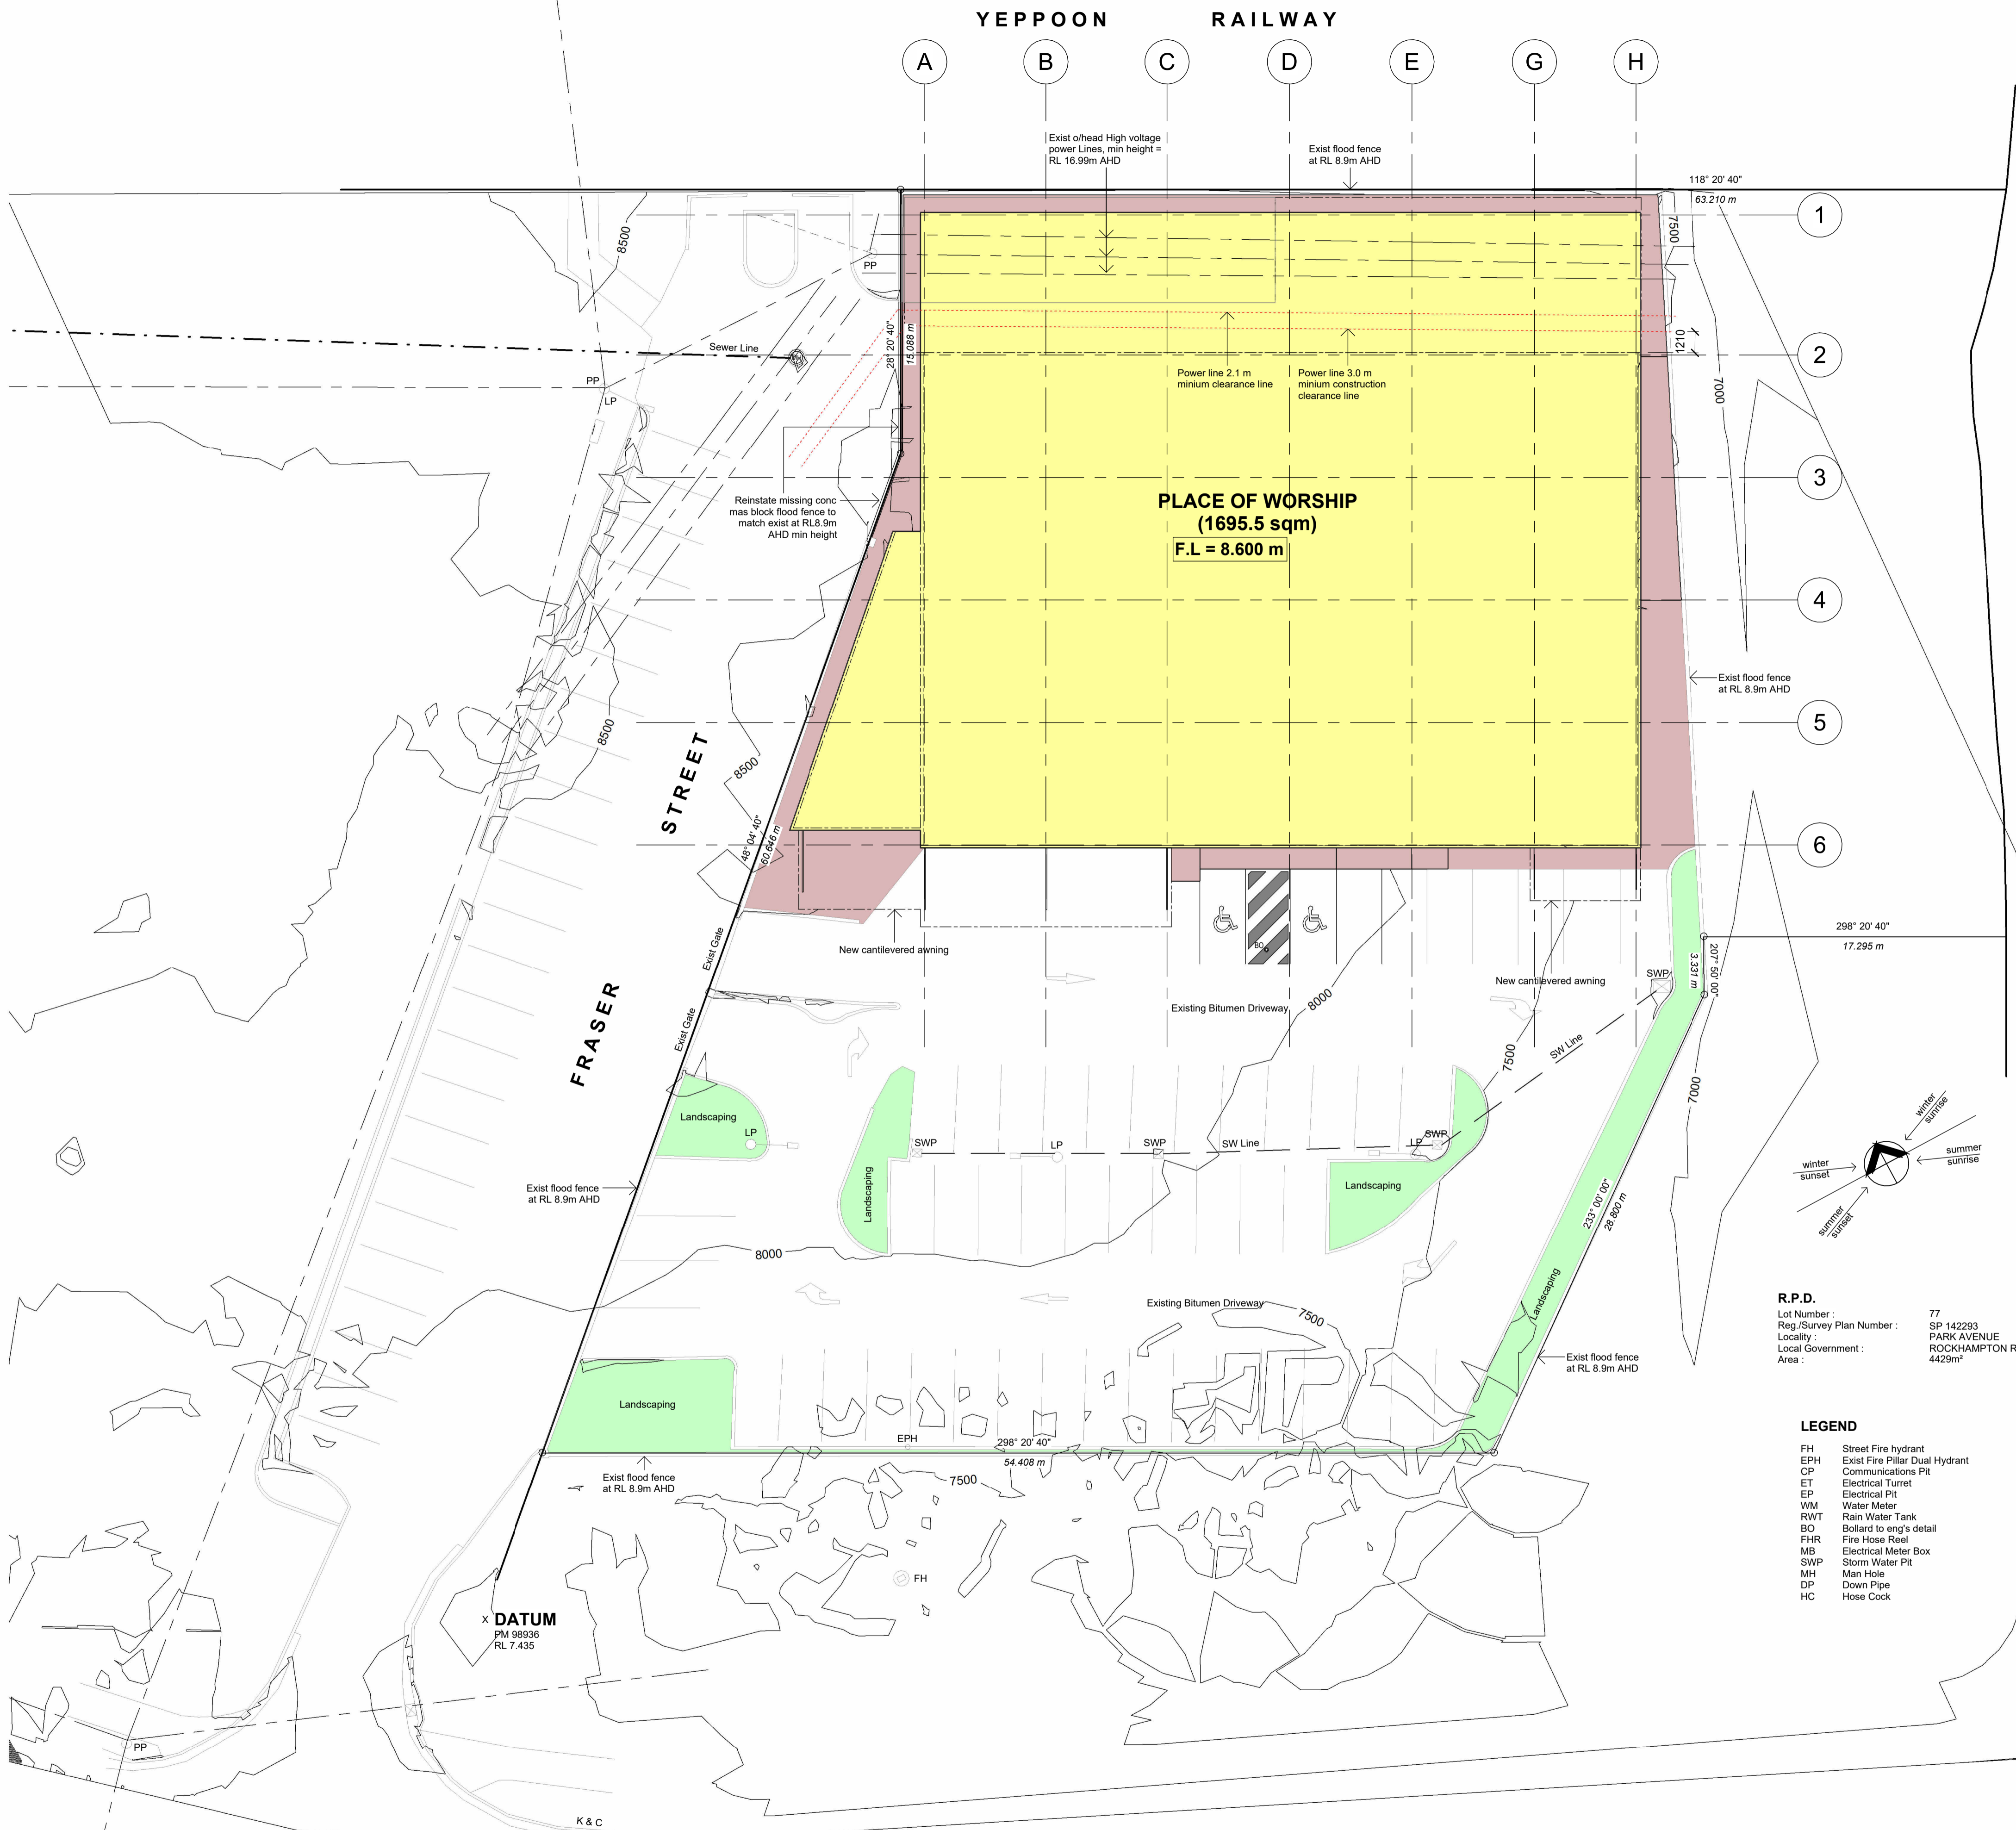 YEPPOON RAILWAY
A B C D E G H
Exist o/head High voltage
power Lines, min height =
RL 16.99m AHD
Exist flood fence
at RL 8.9m AHD
118° 20' 40"
63.210 m
1
8500
7500
PP
Sewer Line
28° 20' 40"
15.088 m
1210
2
PP
LP
Power line 2.1 m
minium clearance line
Power line 3.0 m
minium construction
clearance line
7000
3
Reinstate missing conc
mas block flood fence to
match exist at RL8.9m
AHD min height
PLACE OF WORSHIP
(1695.5 sqm)
F.L = 8.600 m
4
Exist flood fence
at RL 8.9m AHD
5
8500
8500
FRASER STREET
48° 04' 40"
60.646 m
6
New cantilevered awning
BO
298° 20' 40"
17.295 m
207° 50' 00"
3.331 m
Exist Gate
New cantilevered awning
SWP
Existing Bitumen Driveway
8000
Exist Gate
7500
SW Line
7000
Landscaping
LP
SWP
LP
SWP
SW Line
LP
SWP
Landscaping
Landscaping
Exist flood fence
at RL 8.9m AHD
winter
sunrise
summer
sunrise
winter
sunset
summer
sunset
233° 00' 00"
28.800 m
8000
Landscaping
Existing Bitumen Driveway
7500
R.P.D.
Lot Number : 77
Reg./Survey Plan Number : SP 142293
Locality : PARK AVENUE
Local Government : ROCKHAMPTON R
Area : 4429m²
Exist flood fence
at RL 8.9m AHD
Landscaping
EPH
298° 20' 40"
54.408 m
Exist flood fence
at RL 8.9m AHD
7500
LEGEND
FH Street Fire hydrant
EPH Exist Fire Pillar Dual Hydrant
CP Communications Pit
ET Electrical Turret
EP Electrical Pit
WM Water Meter
RWT Rain Water Tank
BO Bollard to eng's detail
FHR Fire Hose Reel
MB Electrical Meter Box
SWP Storm Water Pit
MH Man Hole
DP Down Pipe
HC Hose Cock
FH
X DATUM
PM 98936
RL 7.435
PP
K & C